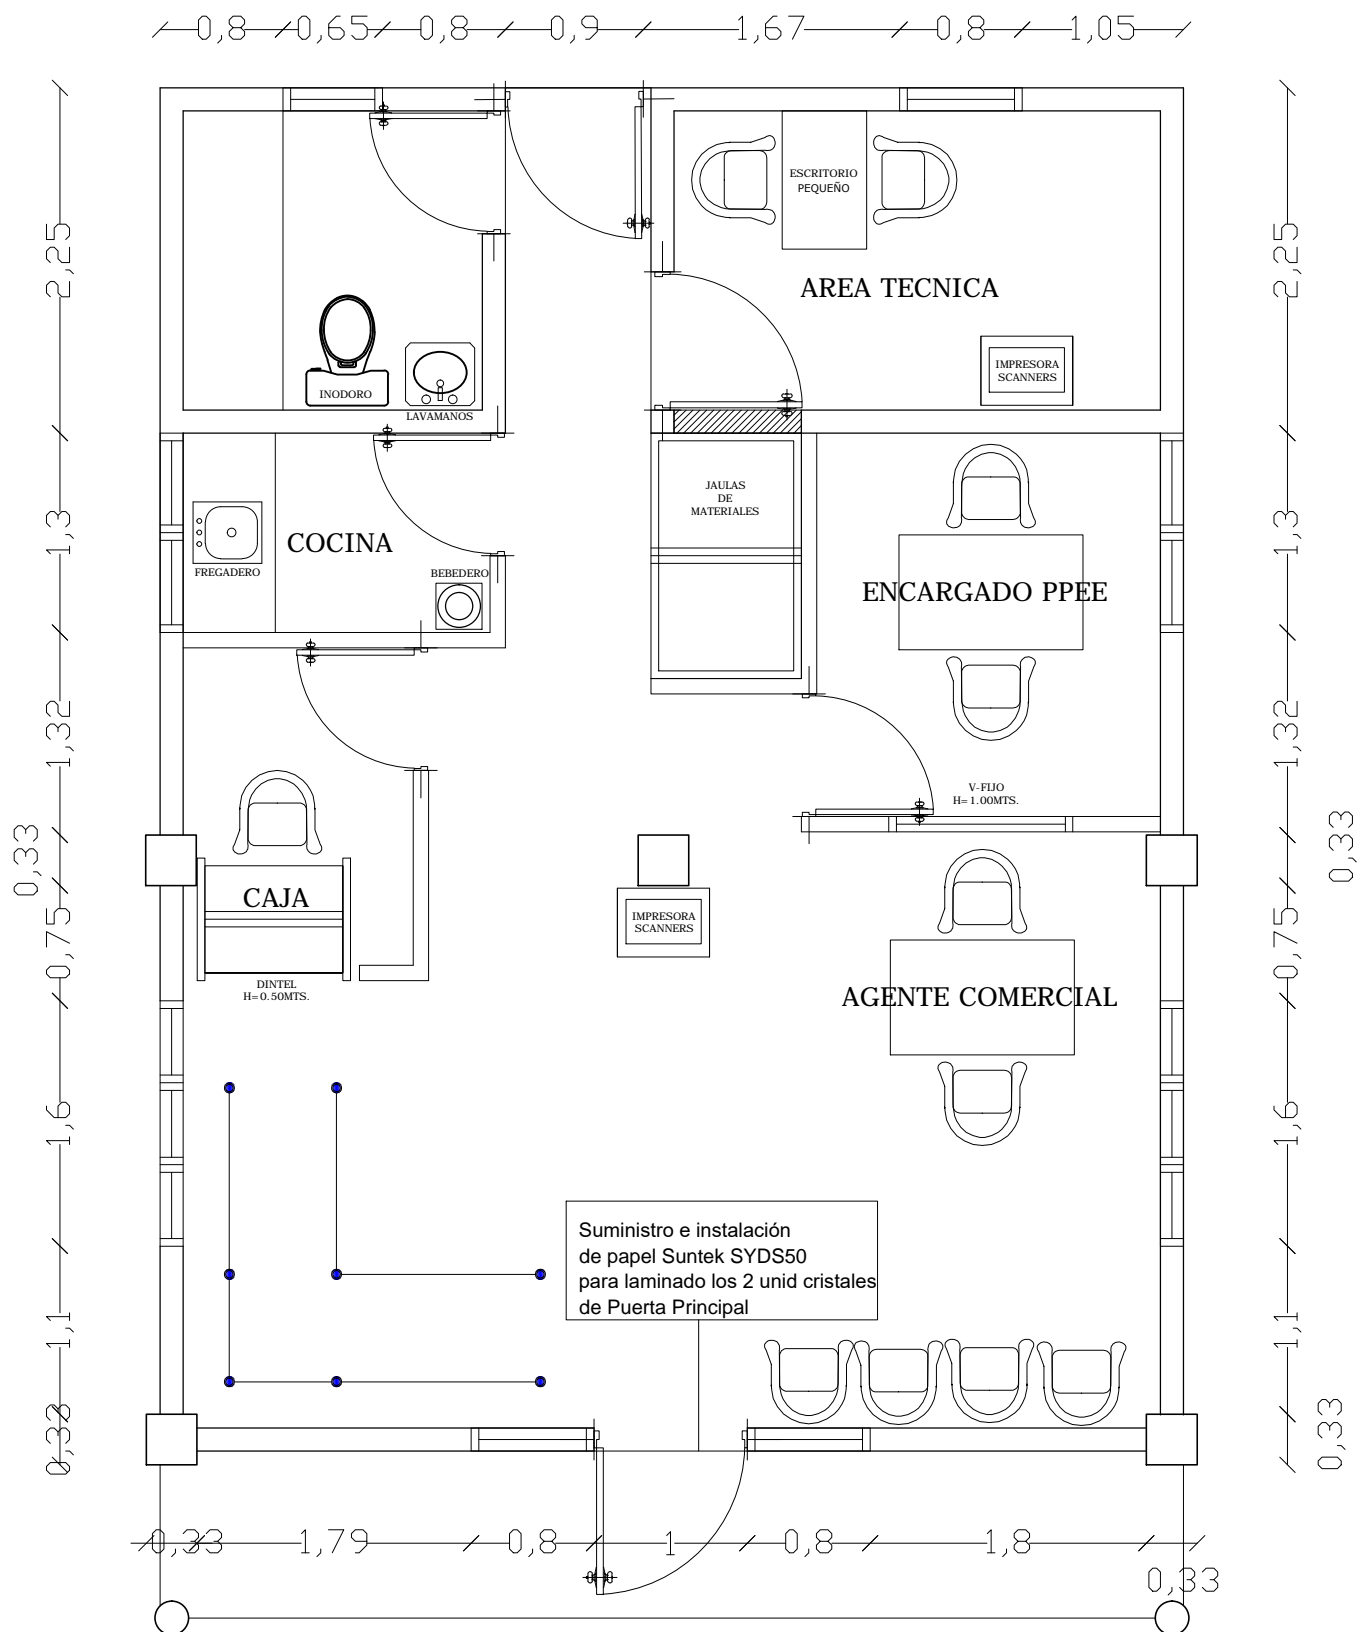 0,8
0,65
0,8
0,9
1,67
0,8
1,05
2,25
2,25
ESCRITORIO
PEQUEÑO
AREA TECNICA
IMPRESORA
SCANNERS
INODORO
LAVAMANOS
1,3
1,3
JAULAS
DE
MATERIALES
COCINA
FREGADERO
BEBEDERO
ENCARGADO PPEE
1,32
1,32
V-FIJO
H=1.00MTS.
0,33
0,33
CAJA
IMPRESORA
SCANNERS
0,75
0,75
DINTEL
H=0.50MTS.
AGENTE COMERCIAL
1,6
1,6
Suministro e instalación
de papel Suntek SYDS50
para laminado los 2 unid cristales
de Puerta Principal
1,1
1,1
0,33
0,33
0,33
1,79
0,8
1
0,8
1,8
0,33